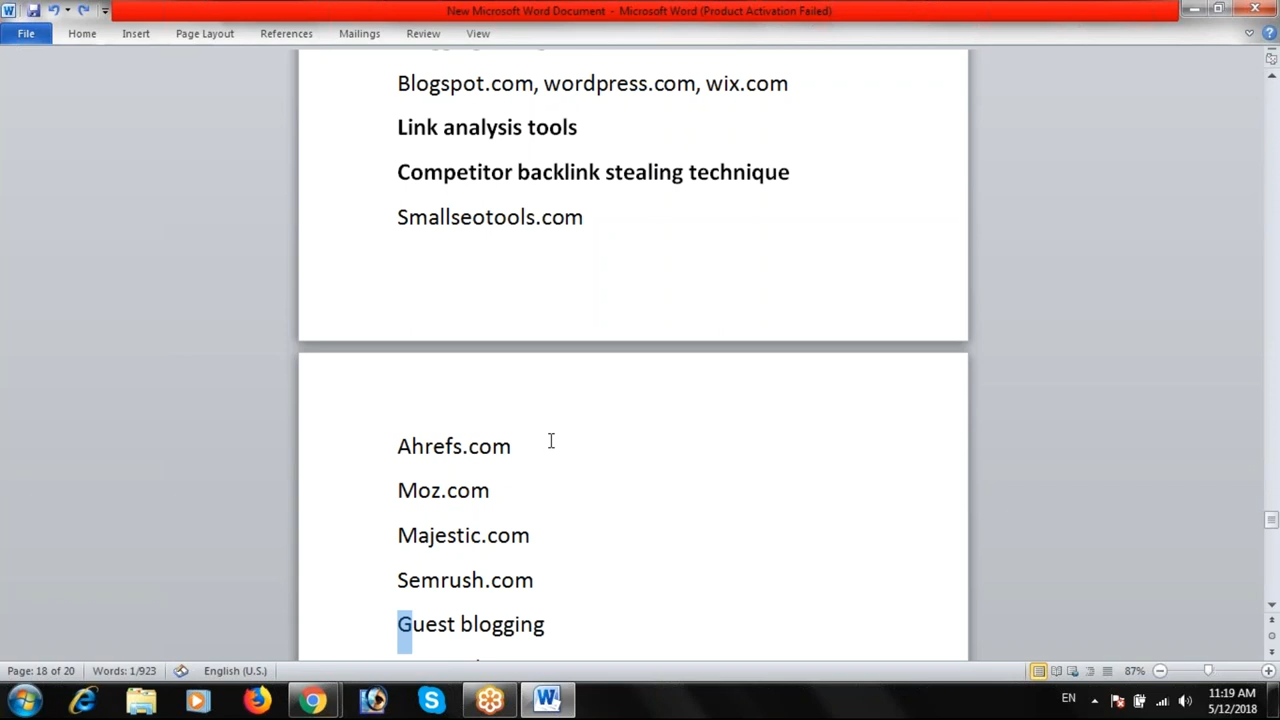 New Microsoft Word Document - Microsoft Word (Product Activation Failed)
File Home Insert Page Layout References Mailings Review View
Blogspot.com, wordpress.com, wix.com
Link analysis tools
Competitor backlink stealing technique
Smallseotools.com
Ahrefs.com
Moz.com
Majestic.com
Semrush.com
Guest blogging
Page: 18 of 20 Words: 1/923 English (U.S.) 87%
EN 11:19 AM
5/12/2018